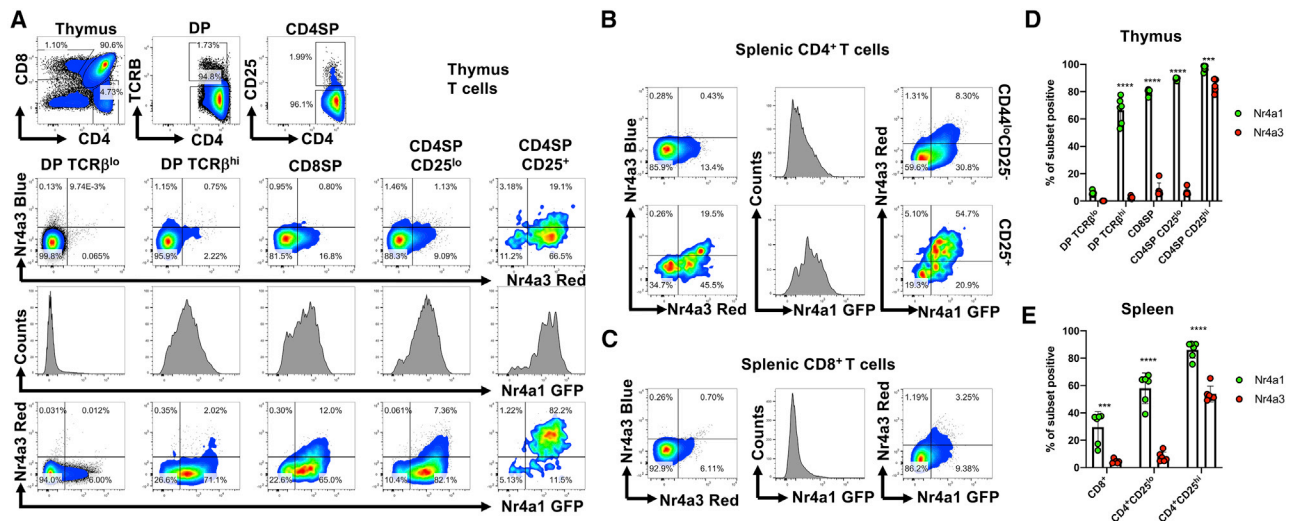 A
Thymus
DP
CD4SP
1.10%
90.6%
4.73%
CD8
CD4
1.73%
94.8%
TCRB
CD4
1.99%
96.1%
CD25
CD4
Thymus
T cells
DP TCRβlo
DP TCRβhi
CD8SP
CD4SP
CD25lo
CD4SP
CD25+
Nr4a3 Blue
0.13%
9.74E-3%
99.8%
0.065%
1.15%
0.75%
95.9%
2.22%
0.95%
0.80%
81.5%
16.8%
1.46%
1.13%
88.3%
9.09%
3.18%
19.1%
11.2%
66.5%
Nr4a3 Red
Counts
Nr4a1 GFP
Nr4a3 Red
0.031%
0.012%
94.0%
6.00%
0.35%
2.02%
26.6%
71.1%
0.30%
12.0%
22.6%
65.0%
0.061%
7.36%
10.4%
82.1%
1.22%
82.2%
5.13%
11.5%
Nr4a1 GFP
B
Splenic CD4+ T cells
Nr4a3 Blue
0.28%
0.43%
85.9%
13.4%
Counts
Nr4a3 Red
1.31%
8.30%
59.6%
30.8%
CD44loCD25-
0.26%
19.5%
34.7%
45.5%
5.10%
54.7%
19.3%
20.9%
CD25+
Nr4a3 Red
Nr4a1 GFP
Nr4a1 GFP
C
Splenic CD8+ T cells
Nr4a3 Blue
0.26%
0.70%
92.9%
6.11%
Counts
Nr4a3 Red
1.19%
3.25%
86.2%
9.38%
Nr4a3 Red
Nr4a1 GFP
Nr4a1 GFP
D
Thymus
% of subset positive
100
80
60
40
20
0
****
****
****
***
Nr4a1
Nr4a3
DP TCRβlo
DP TCRβhi
CD8SP
CD4SP CD25lo
CD4SP CD25hi
E
Spleen
% of subset positive
100
80
60
40
20
0
***
****
****
Nr4a1
Nr4a3
CD8+
CD4+CD25lo
CD4+CD25hi